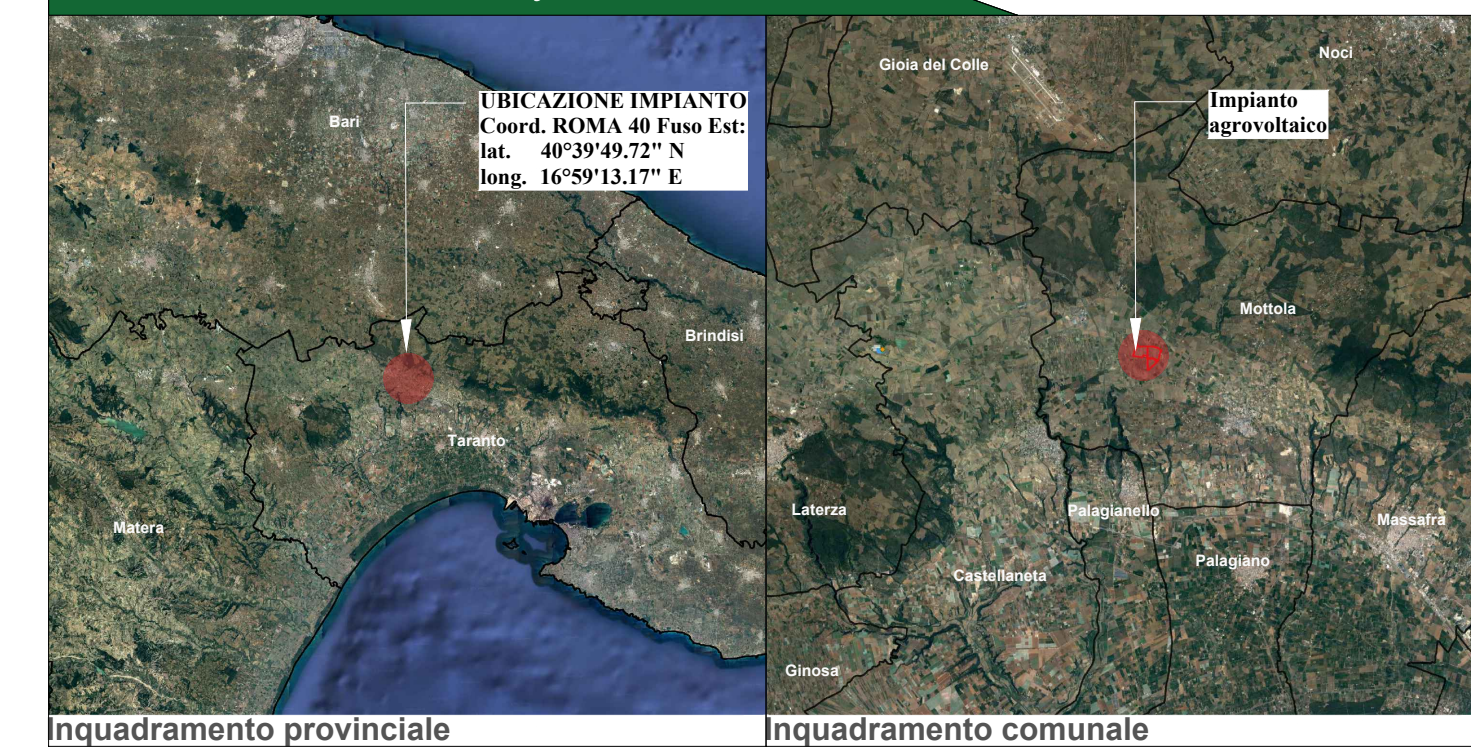 UBICAZIONE IMPIANTO
Coord. ROMA 40 Fuso Est:
lat. 40°39'49.72" N
long. 16°59'13.17" E
Bari
Brindisi
Taranto
Matera
Inquadramento provinciale
Gioia del Colle
Noci
Impianto
agrovoltaico
Mottola
Laterza
Palagianello
Massafra
Castellaneta
Palagiano
Ginosa
Inquadramento comunale